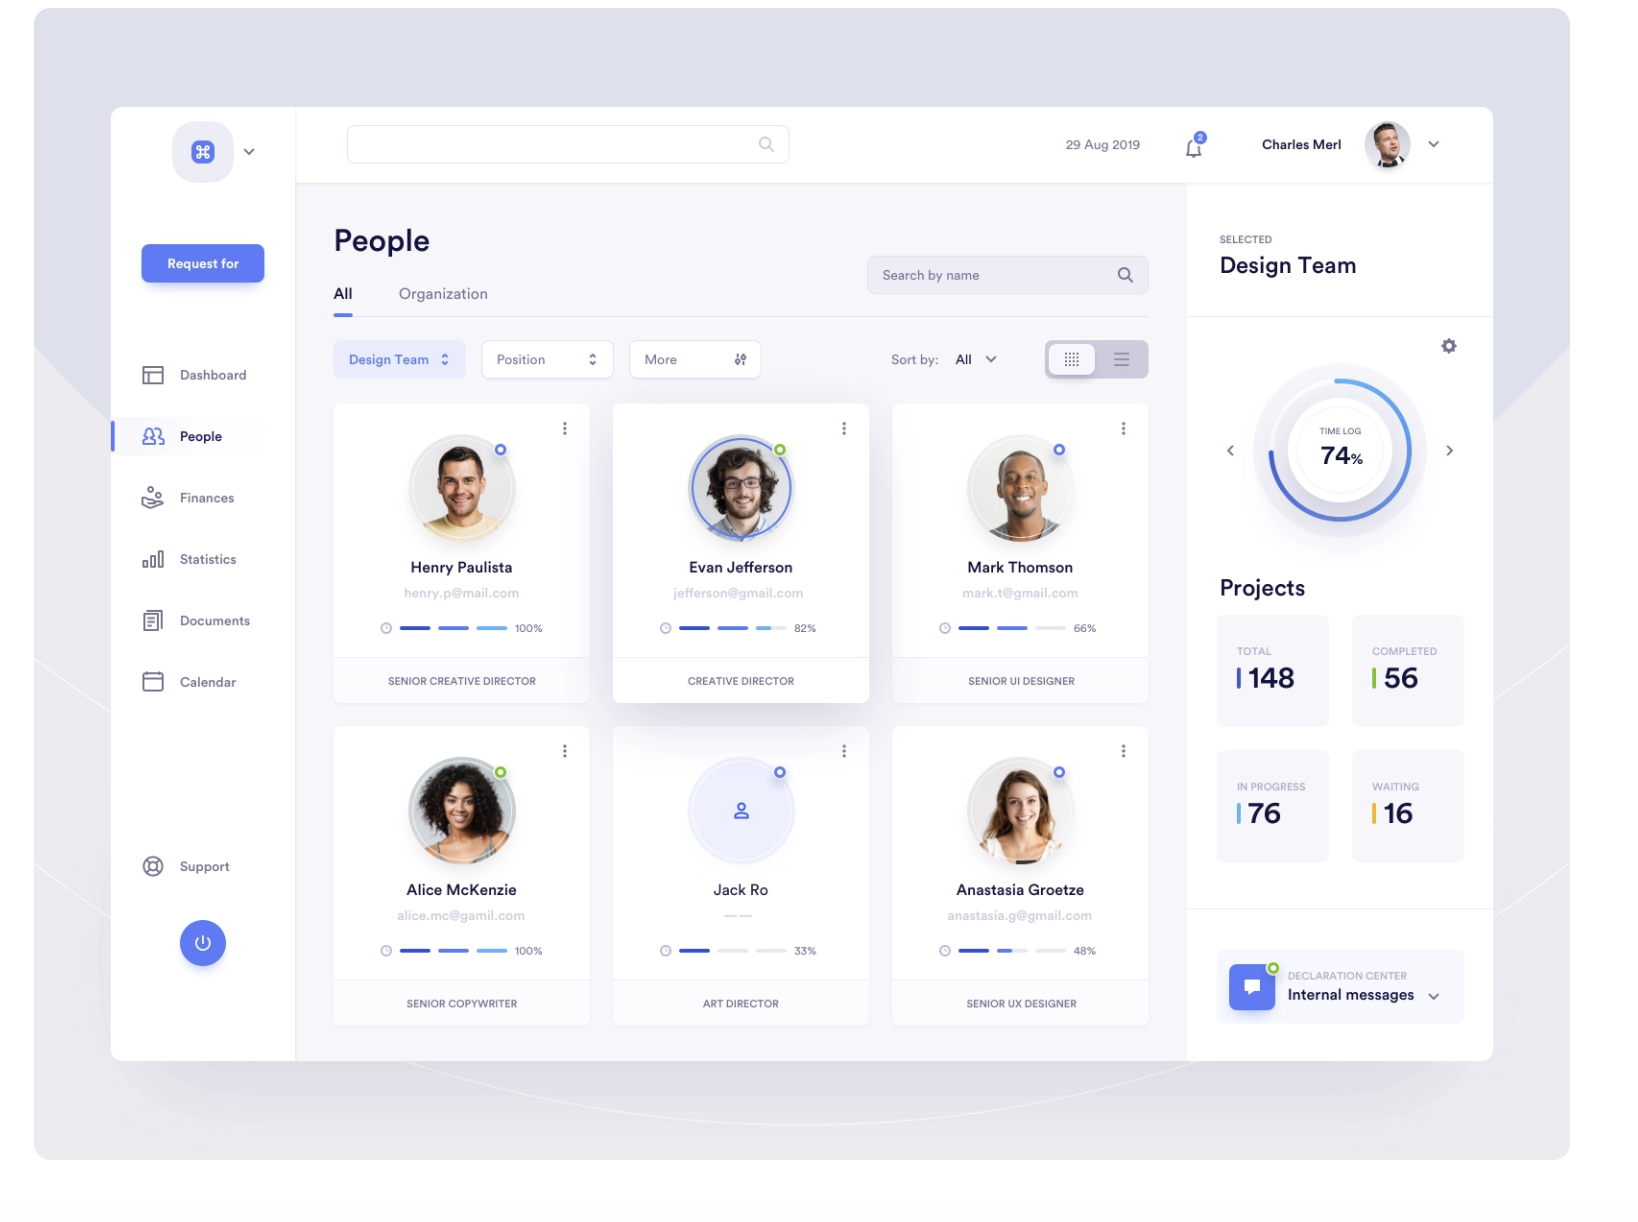 29 Aug 2019
2
Charles Merl
Request for
Dashboard
People
Finances
Statistics
Documents
Calendar
Support
People
All
Organization
Search by name
Design Team
Position
More
Sort by:
All
Henry Paulista
henry.p@mail.com
100%
SENIOR CREATIVE DIRECTOR
Evan Jefferson
jefferson@gmail.com
82%
CREATIVE DIRECTOR
Mark Thomson
mark.t@gmail.com
66%
SENIOR UI DESIGNER
Alice McKenzie
alice.mc@gamil.com
100%
SENIOR COPYWRITER
Jack Ro
——
33%
ART DIRECTOR
Anastasia Groetze
anastasia.g@gmail.com
48%
SENIOR UX DESIGNER
SELECTED
Design Team
TIME LOG
74%
Projects
TOTAL
148
COMPLETED
56
IN PROGRESS
76
WAITING
16
DECLARATION CENTER
Internal messages